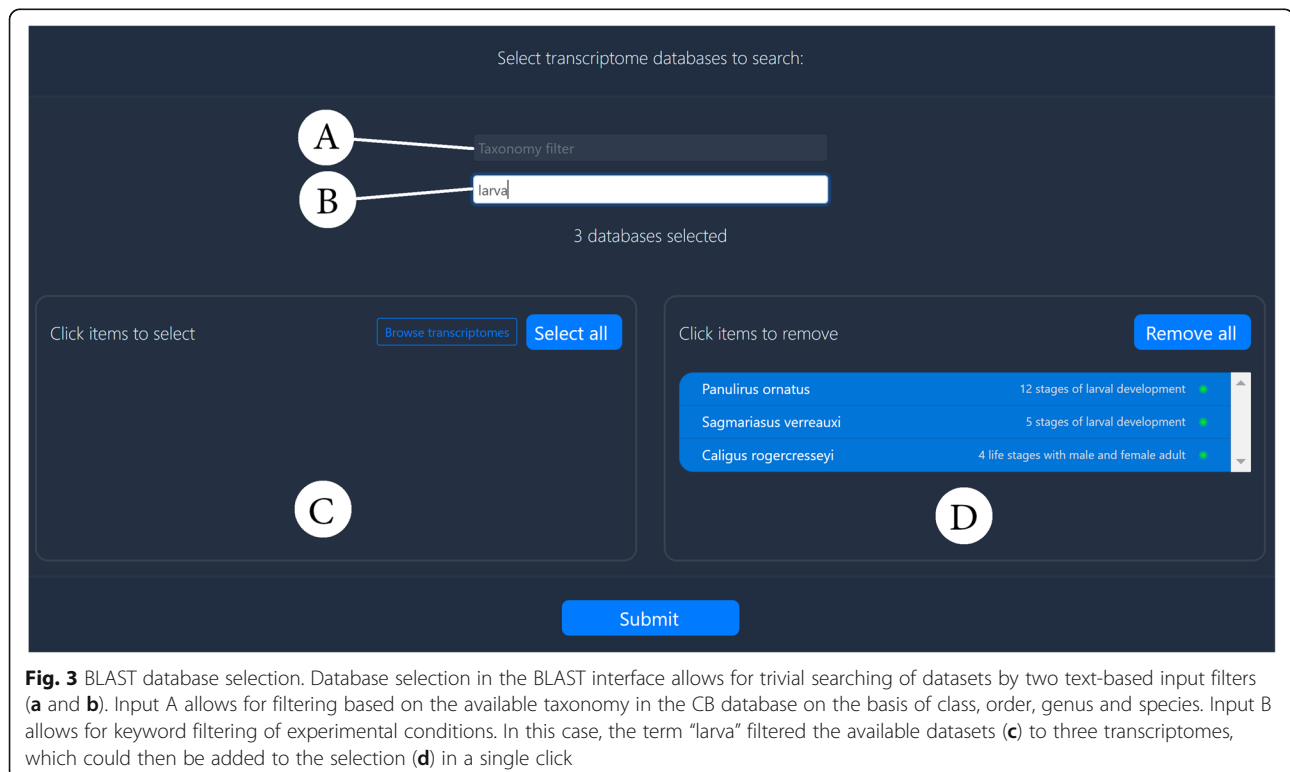 Select transcriptome databases to search:
A
Taxonomy filter
B
larva
3 databases selected
Click items to select
Browse transcriptomes
Select all
Click items to remove
Remove all
Panulirus ornatus 12 stages of larval development
Sagmariasus verreauxi 5 stages of larval development
Caligus rogercresseyi 4 life stages with male and female adult
C
D
Submit
Fig. 3 BLAST database selection. Database selection in the BLAST interface allows for trivial searching of datasets by two text-based input filters
(a and b). Input A allows for filtering based on the available taxonomy in the CB database on the basis of class, order, genus and species. Input B
allows for keyword filtering of experimental conditions. In this case, the term “larva” filtered the available datasets (c) to three transcriptomes,
which could then be added to the selection (d) in a single click